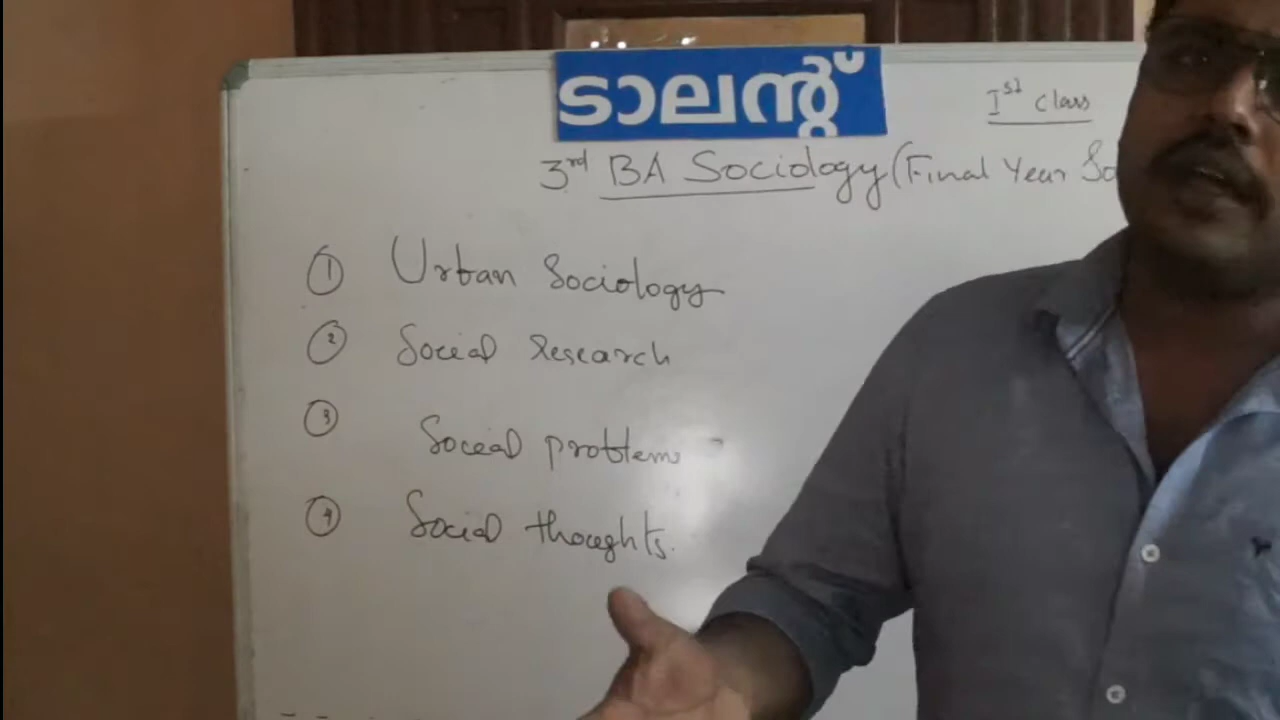 ടാലന്റ്
Ist class
3rd BA Sociology (Final Year
1 Urban Sociology
2 Social Research
3 Social problems
4 Social thoughts.